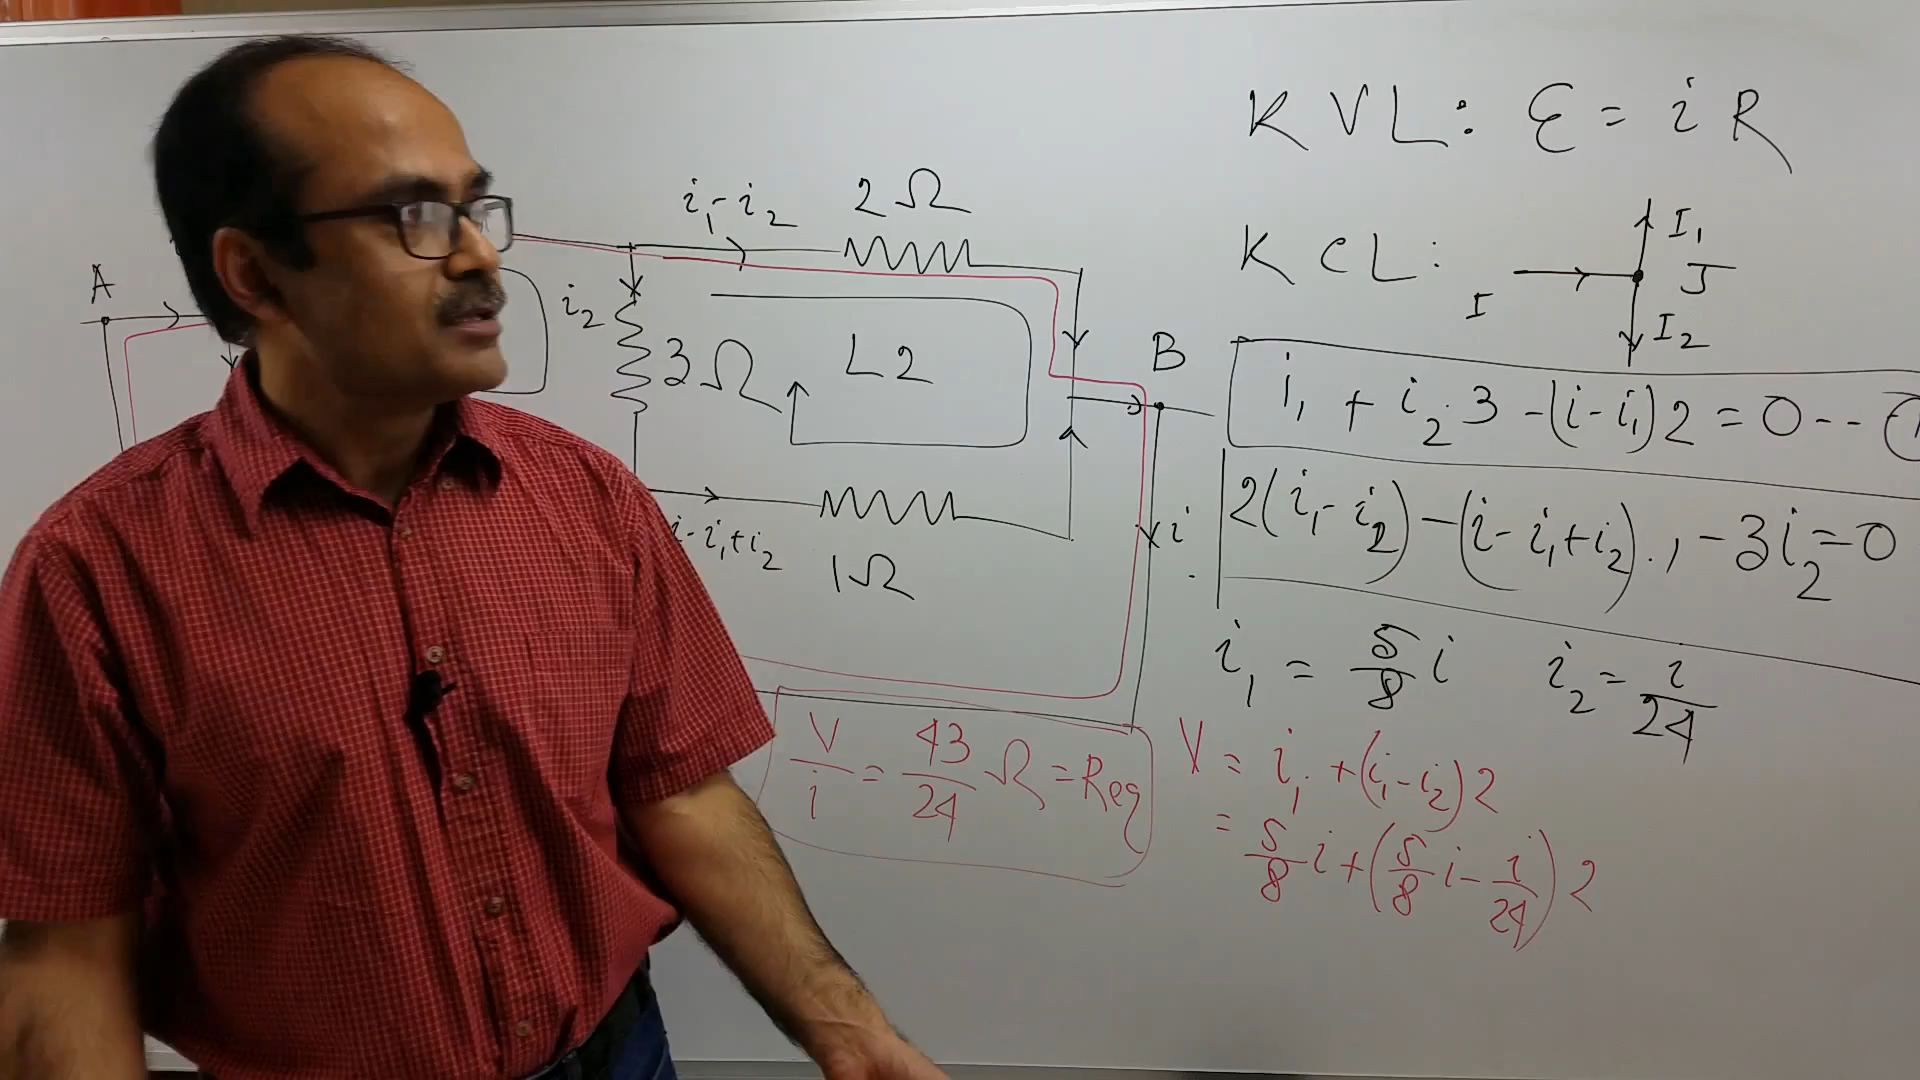 KVL: ε = iR
i₁-i₂ 2Ω
KCL: I I₁ J I₂
A
i₂ 3Ω L2 B
i₁ + i₂.3 -(i-i₁)2 = 0 -- 1
2(i₁-i₂) -(i-i₁+i₂).1 -3i₂=0
i
i-i₁+i₂
1Ω
i₁ = 5/8 i i₂ = i/24
V/i = 43/24 Ω = Req
V = i₁ +(i₁-i₂)2
= 5/8 i + (5/8 i - i/24) 2